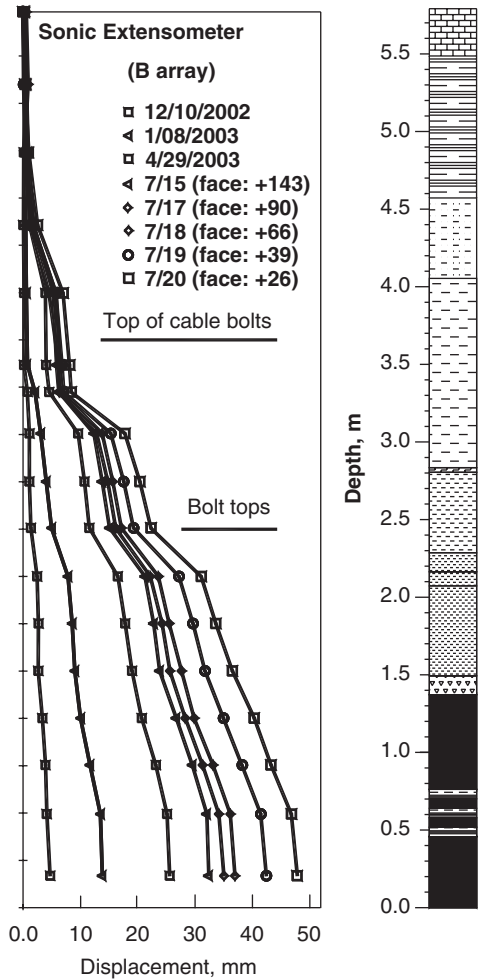 Sonic Extensometer
(B array)
12/10/2002
1/08/2003
4/29/2003
7/15 (face: +143)
7/17 (face: +90)
7/18 (face: +66)
7/19 (face: +39)
7/20 (face: +26)
Top of cable bolts
Bolt tops
0.0 10 20 30 40 50
Displacement, mm
Depth, m
5.5
5.0
4.5
4.0
3.5
3.0
2.5
2.0
1.5
1.0
0.5
0.0